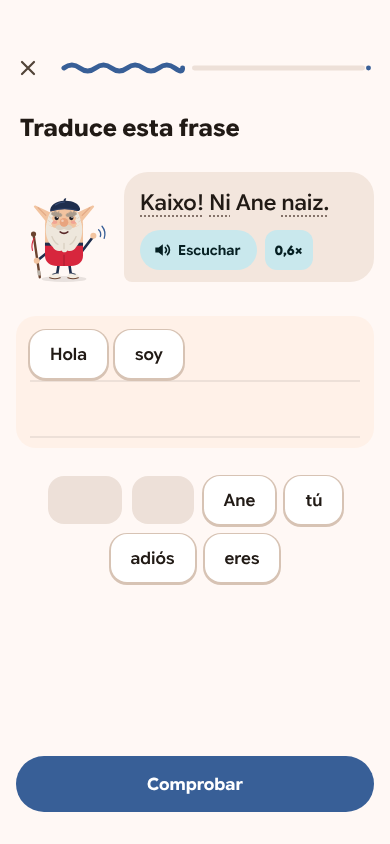 Traduce esta frase
Kaixo! Ni Ane naiz.
Escuchar 0,6×
Hola soy
Ane tú
adiós eres
Comprobar